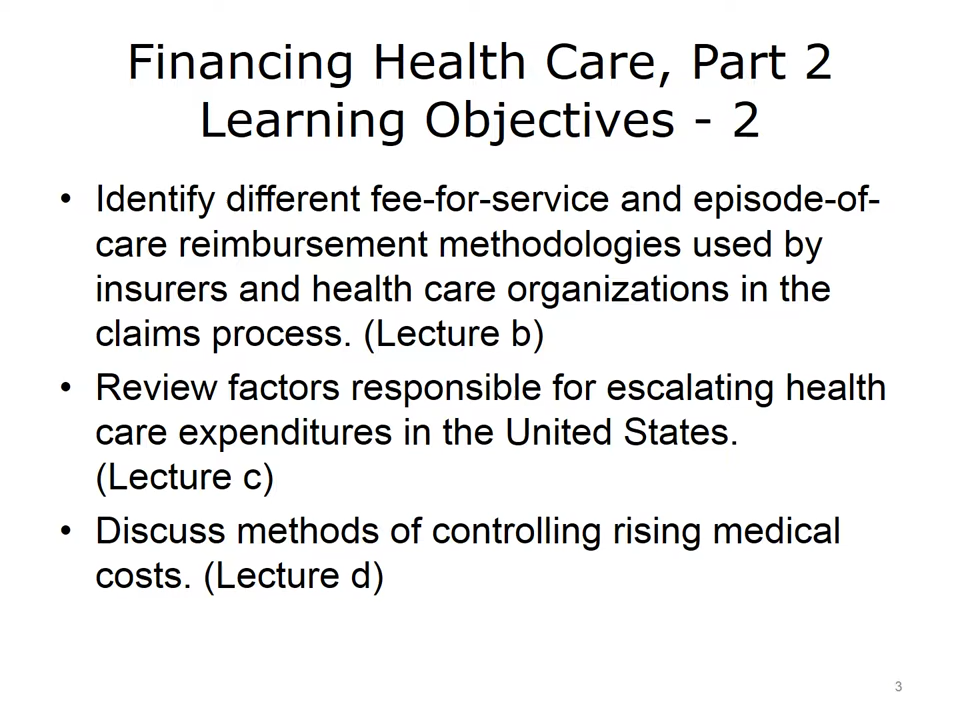 Financing Health Care, Part 2
Learning Objectives - 2
• Identify different fee-for-service and episode-of-
care reimbursement methodologies used by
insurers and health care organizations in the
claims process. (Lecture b)
• Review factors responsible for escalating health
care expenditures in the United States.
(Lecture c)
• Discuss methods of controlling rising medical
costs. (Lecture d)
3